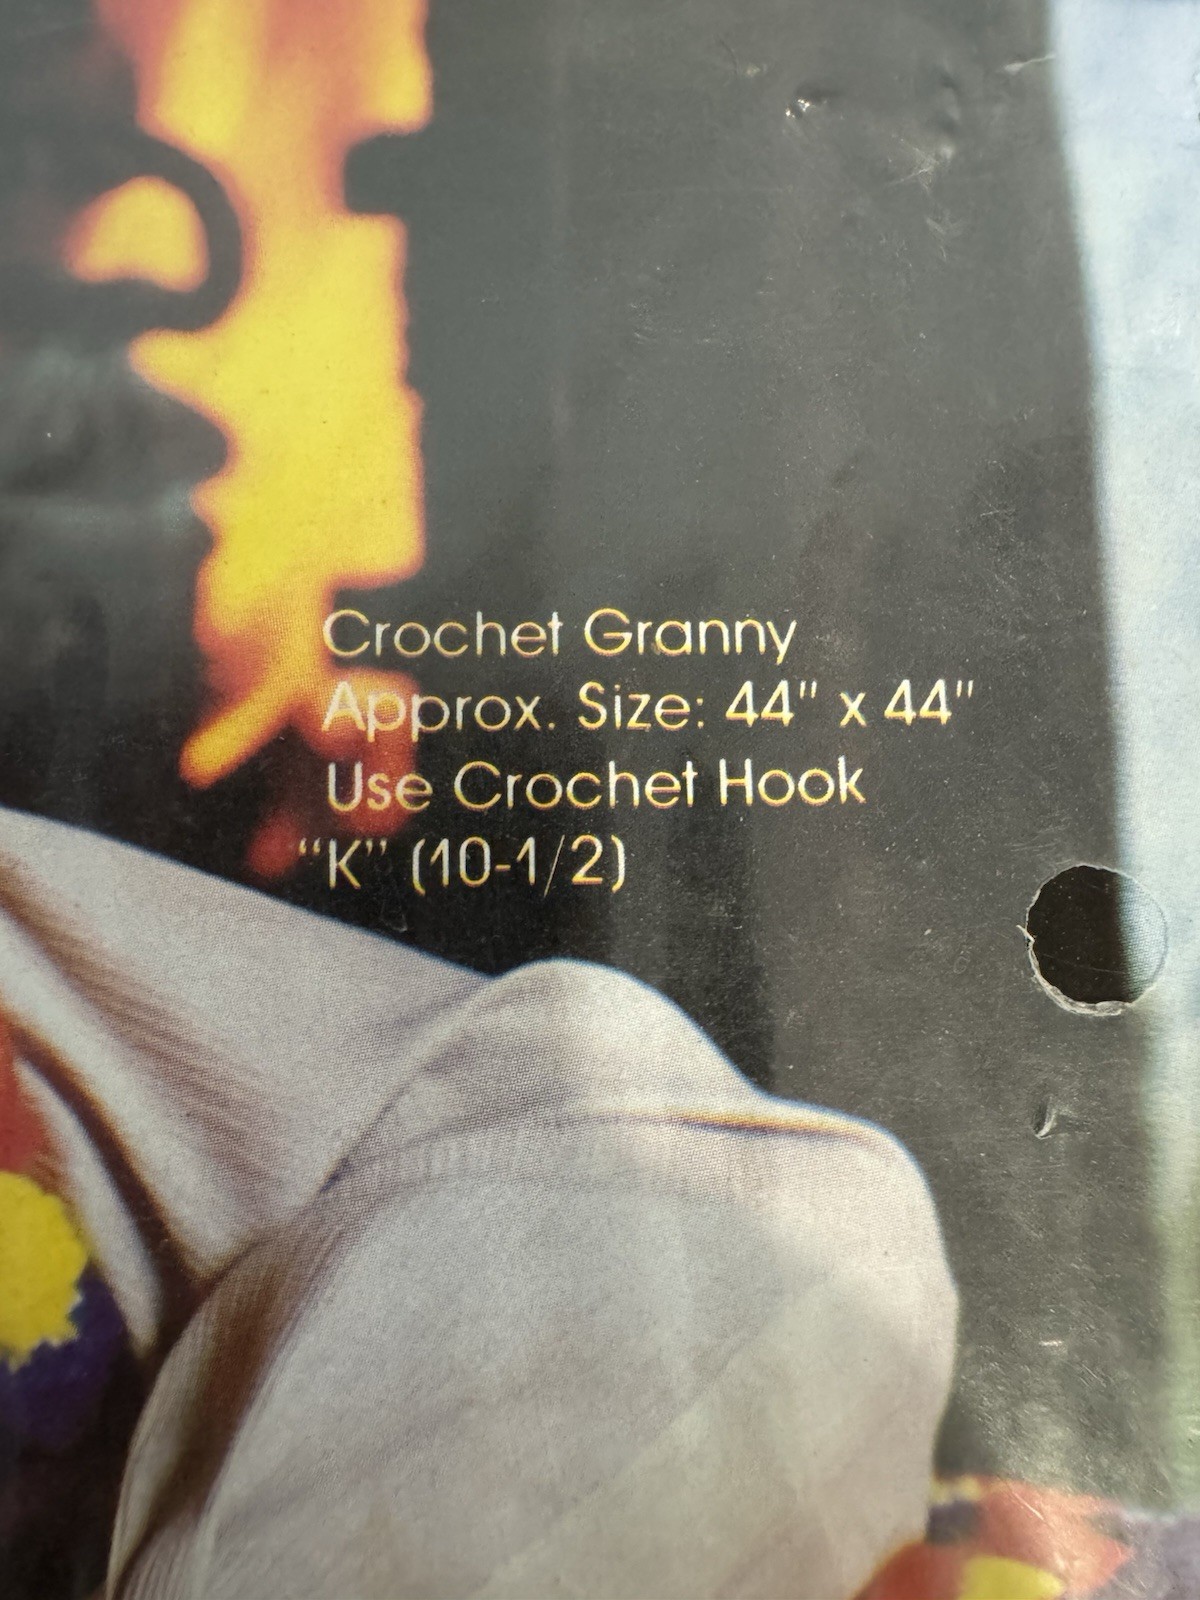 Crochet Granny
Approx. Size: 44" x 44"
Use Crochet Hook
“K” (10-1/2)